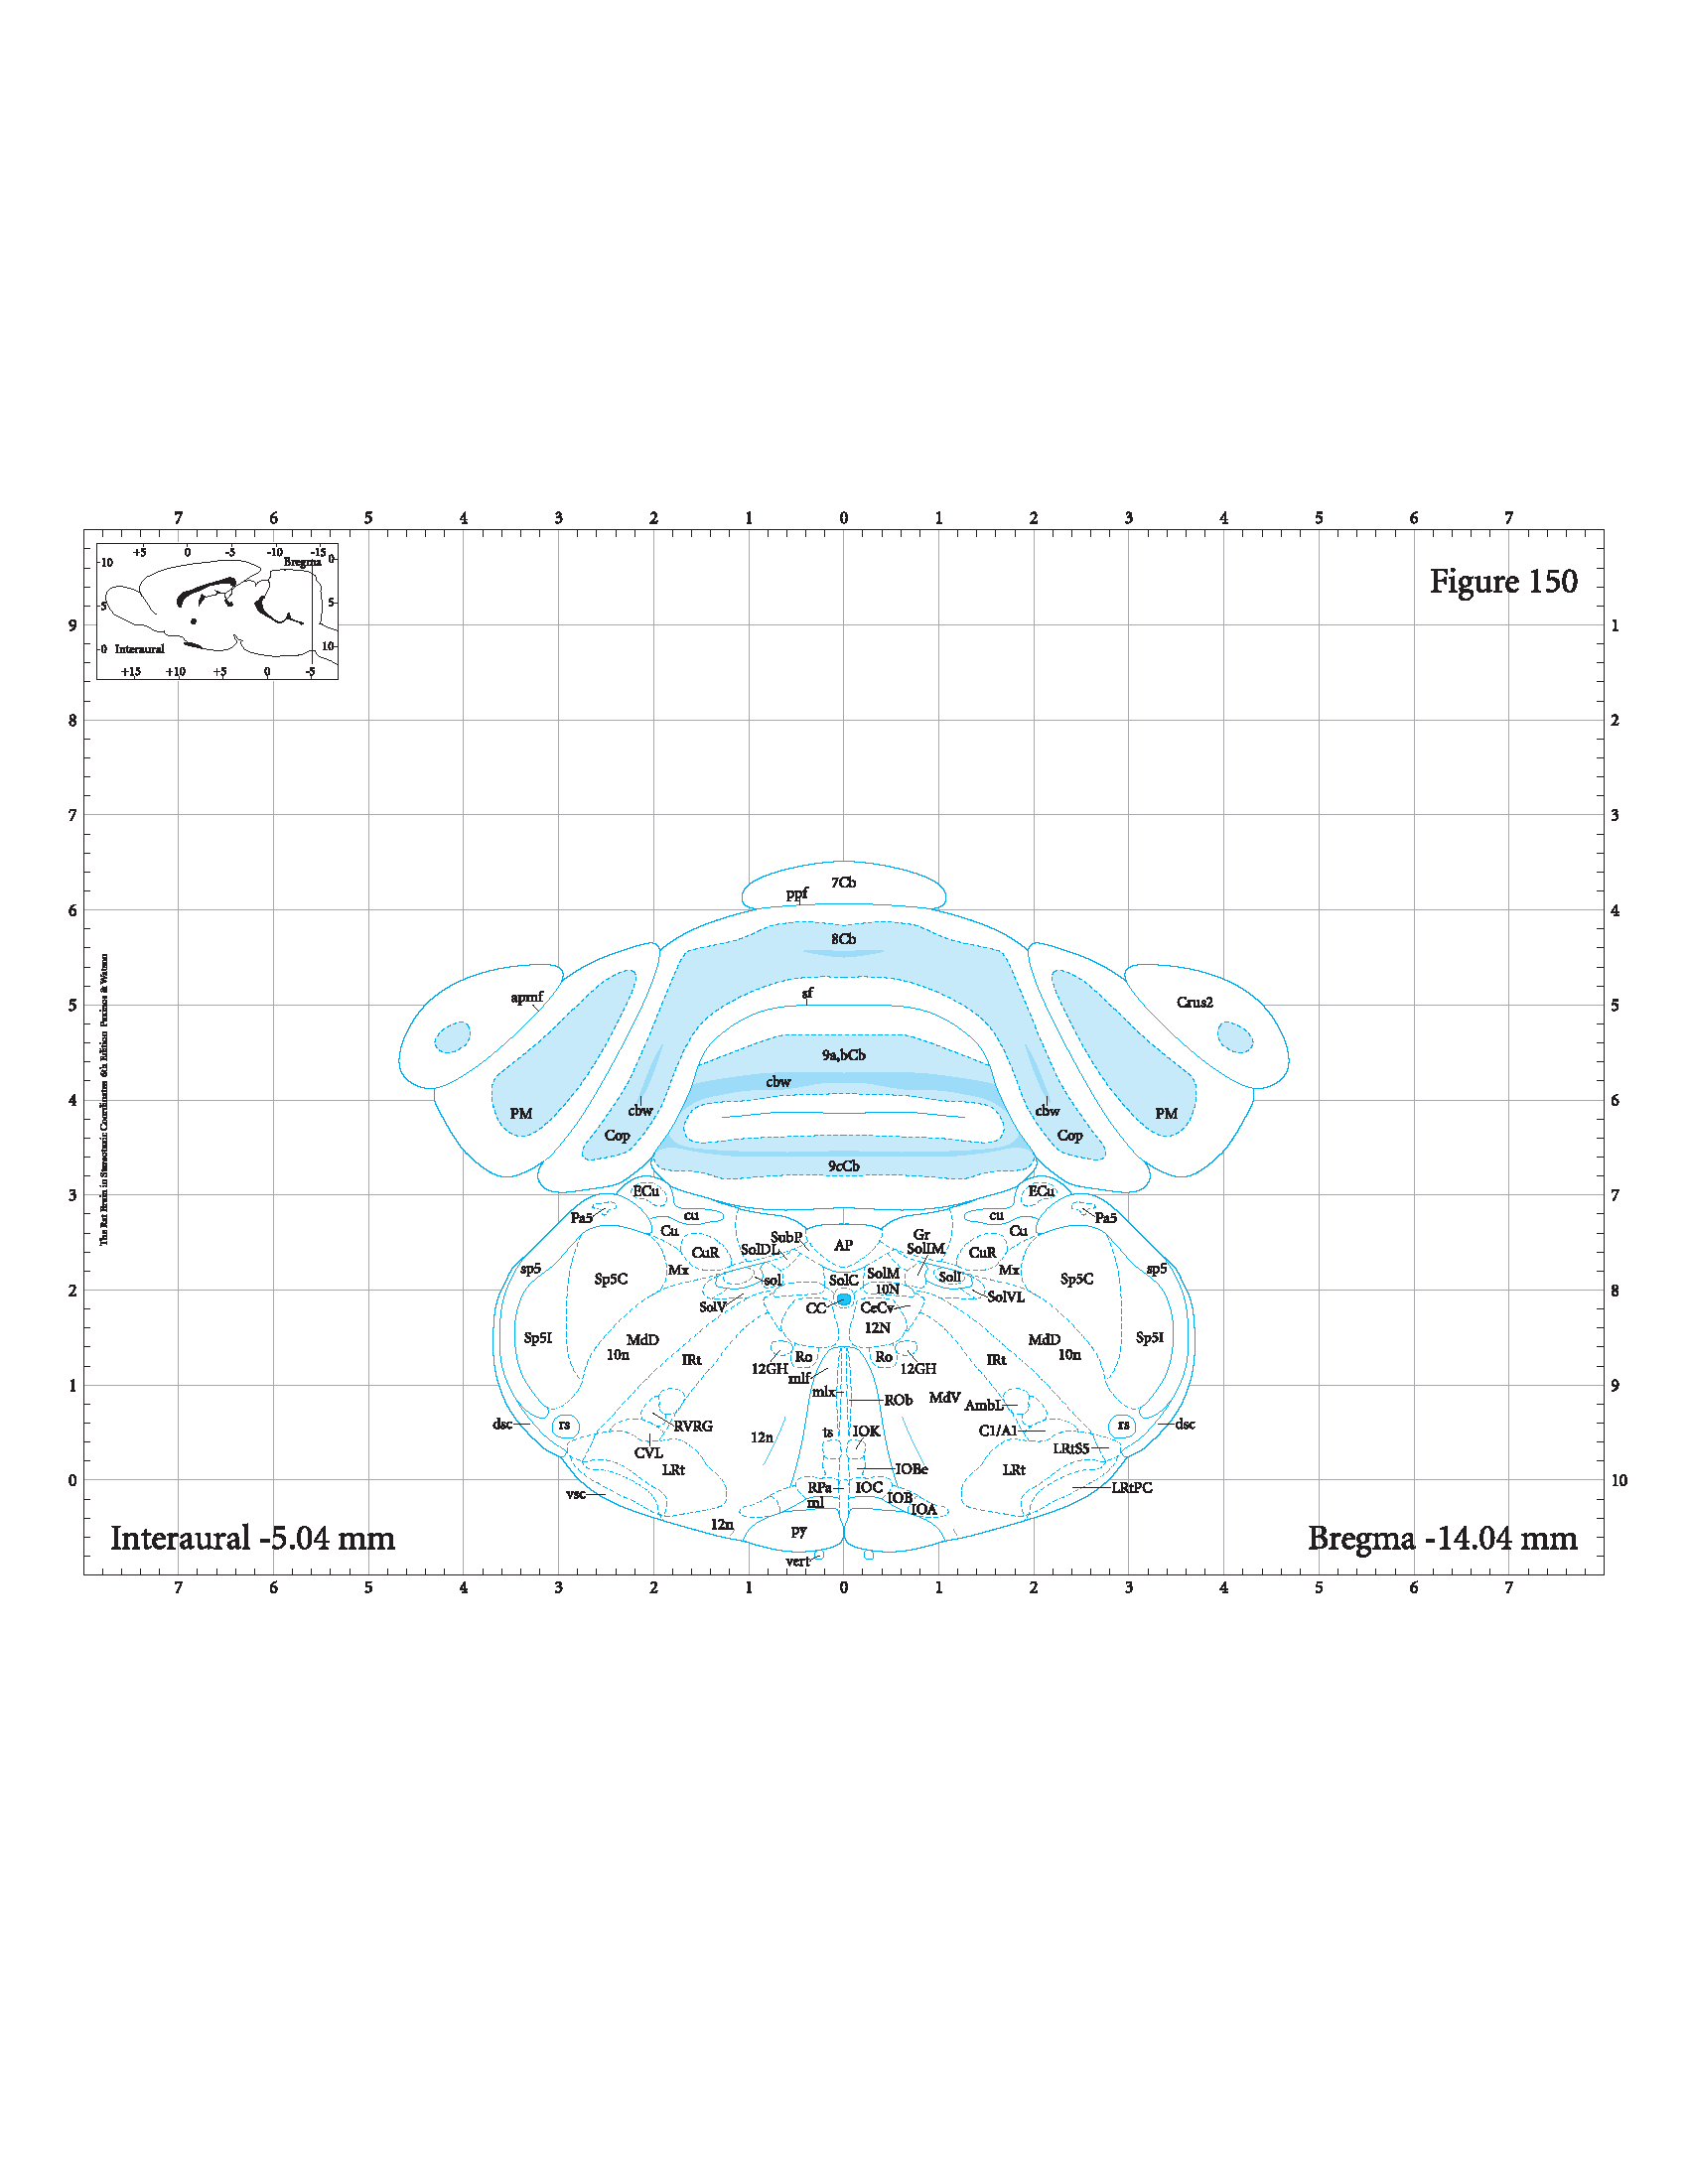 7 6 5 4 3 2 1 0 1 2 3 4 5 6 7
+5 0 -5 -10 -15
Bregma 0
10
5 5
10
0 Interaural
+15 +10 +5 0 -5
Figure 150
9 1
8 2
7 3
7Cb
ppf
6 4
8Cb
sf
apmf Crus2
5 5
9a,bCb
cbw
4 6
PM cbw cbw PM
Cop Cop
9cCb
3 7
ECu ECu
Pa5 cu cu Pa5
Cu Cu
SubP AP Gr
SolDL SolIM
CuR CuR
sp5 Mx Mx sp5
Sp5C sol SolC SolM SolI Sp5C
2 10N 8
SolV SolVL
CC CeCv
12N
Sp5I MdD MdD Sp5I
10n 10n
IRt Ro Ro IRt
12GH 12GH
mlf
1 9
mlx ROb MdV AmbL
dsc rs RVRG rs dsc
12n ts IOK C1/A1
CVL LRtS5
LRt IOBe LRt
0 10
vsc RPa IOC LRtPC
ml IOB
IOA
12n py
vert
Interaural -5.04 mm
Bregma -14.04 mm
7 6 5 4 3 2 1 0 1 2 3 4 5 6 7
The Rat Brain in Stereotaxic Coordinates 6th Edition Paxinos & Watson